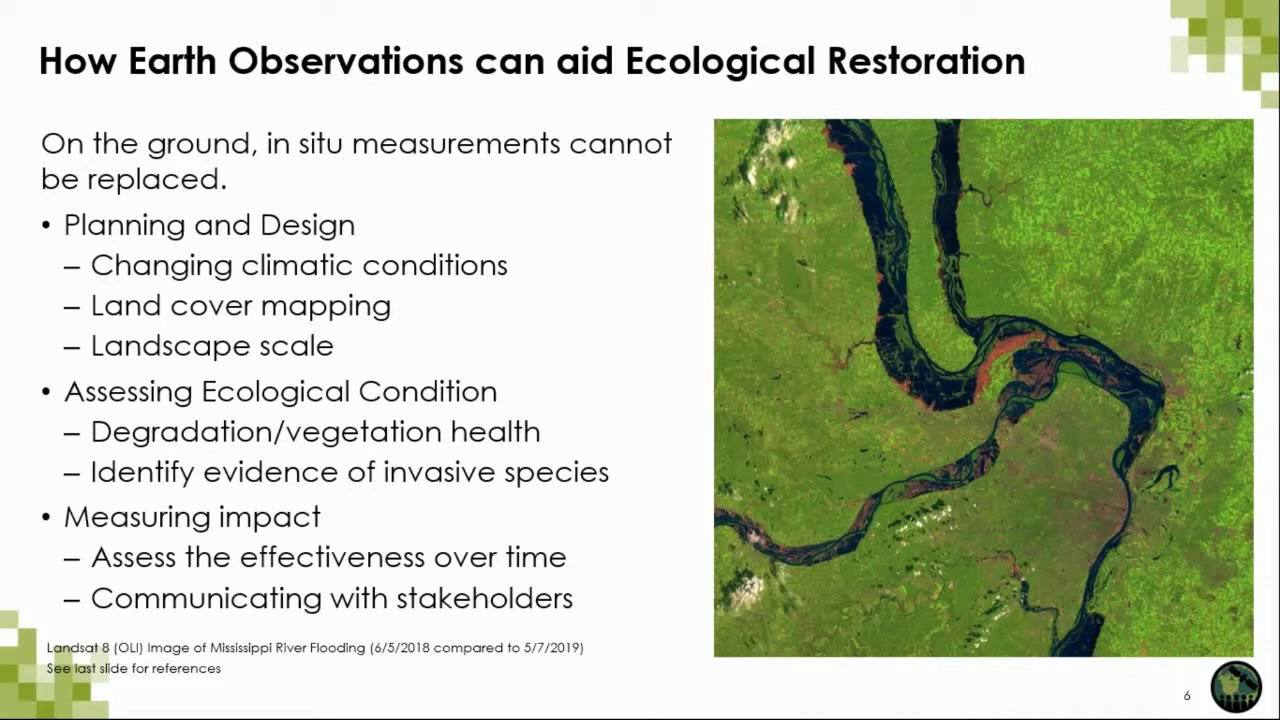 How Earth Observations can aid Ecological Restoration
On the ground, in situ measurements cannot
be replaced.
• Planning and Design
– Changing climatic conditions
– Land cover mapping
– Landscape scale
• Assessing Ecological Condition
– Degradation/vegetation health
– Identify evidence of invasive species
• Measuring impact
– Assess the effectiveness over time
– Communicating with stakeholders
Landsat 8 (OLI) Image of Mississippi River Flooding (6/5/2018 compared to 5/7/2019)
See last slide for references
6